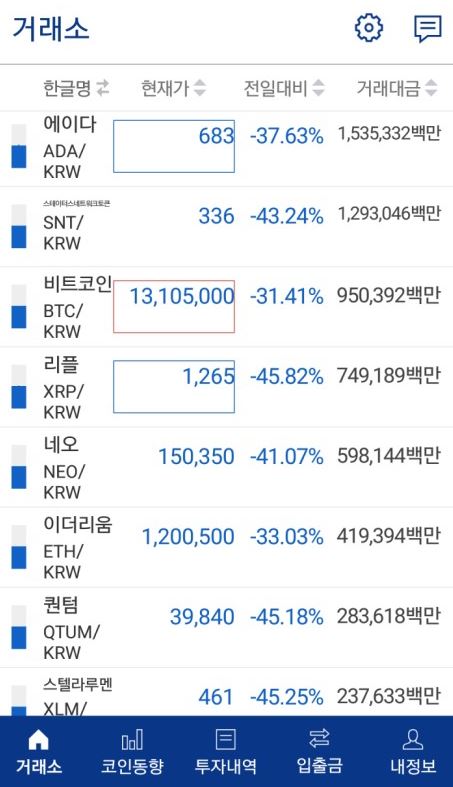 거래소
한글명 현재가 전일대비 거래대금
에이다 683 -37.63% 1,535,332백만
ADA/
KRW
스테이터스네트워크토큰
SNT/ 336 -43.24% 1,293,046백만
KRW
비트코인 13,105,000 -31.41% 950,392백만
BTC/
KRW
리플 1,265 -45.82% 749,189백만
XRP/
KRW
네오 150,350 -41.07% 598,144백만
NEO/
KRW
이더리움 1,200,500 -33.03% 419,394백만
ETH/
KRW
퀀텀 39,840 -45.18% 283,618백만
QTUM/
KRW
스텔라루멘 461 -45.25% 237,633백만
XLM/
거래소 코인동향 투자내역 입출금 내정보